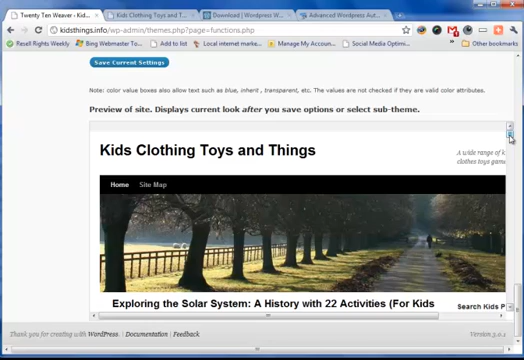 Twenty Ten Weaver - Kids
Kids Clothing Toys and T
Download | Wordpress W
Advanced Wordpress Aut
kidsthings.info/wp-admin/themes.php?page=functions.php
Resell Rights Weekly
Bing Webmaster To...
Add to list
Local internet marke...
Manage My Account...
Social Media Optimi...
»
Other bookmarks
Save Current Settings
Note: color value boxes also allow text such as blue, inherit , transparent, etc. The values are not checked if they are valid color attributes.
Preview of site. Displays current look after you save options or select sub-theme.
Kids Clothing Toys and Things
A wide range of k
clothes toys game
Home Site Map
Exploring the Solar System: A History with 22 Activities (For Kids
Search Kids P
Thank you for creating with WordPress. | Documentation | Feedback